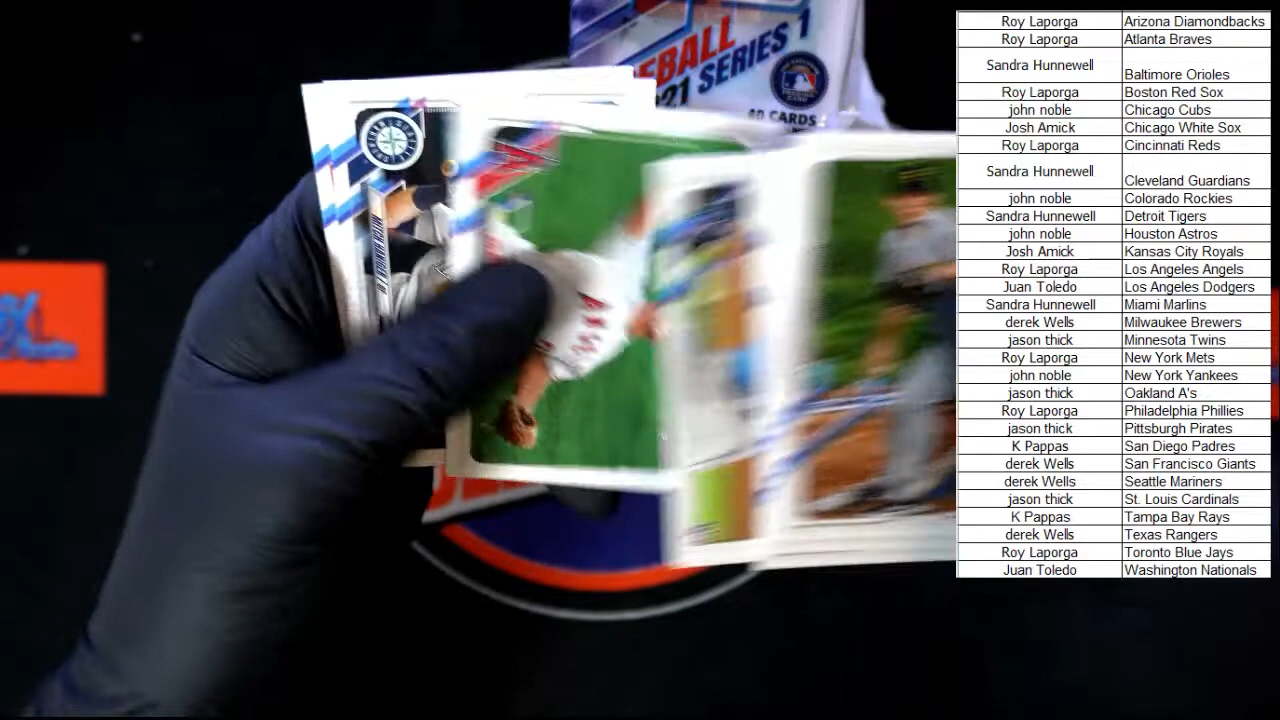 EBALL
21 SERIES 1
40 CARDS
Roy Laporga Arizona Diamondbacks
Roy Laporga Atlanta Braves
Sandra Hunnewell Baltimore Orioles
Roy Laporga Boston Red Sox
john noble Chicago Cubs
Josh Amick Chicago White Sox
Roy Laporga Cincinnati Reds
Sandra Hunnewell Cleveland Guardians
john noble Colorado Rockies
Sandra Hunnewell Detroit Tigers
john noble Houston Astros
Josh Amick Kansas City Royals
Roy Laporga Los Angeles Angels
Juan Toledo Los Angeles Dodgers
Sandra Hunnewell Miami Marlins
derek Wells Milwaukee Brewers
jason thick Minnesota Twins
Roy Laporga New York Mets
john noble New York Yankees
jason thick Oakland A's
Roy Laporga Philadelphia Phillies
jason thick Pittsburgh Pirates
K Pappas San Diego Padres
derek Wells San Francisco Giants
derek Wells Seattle Mariners
jason thick St. Louis Cardinals
K Pappas Tampa Bay Rays
derek Wells Texas Rangers
Roy Laporga Toronto Blue Jays
Juan Toledo Washington Nationals